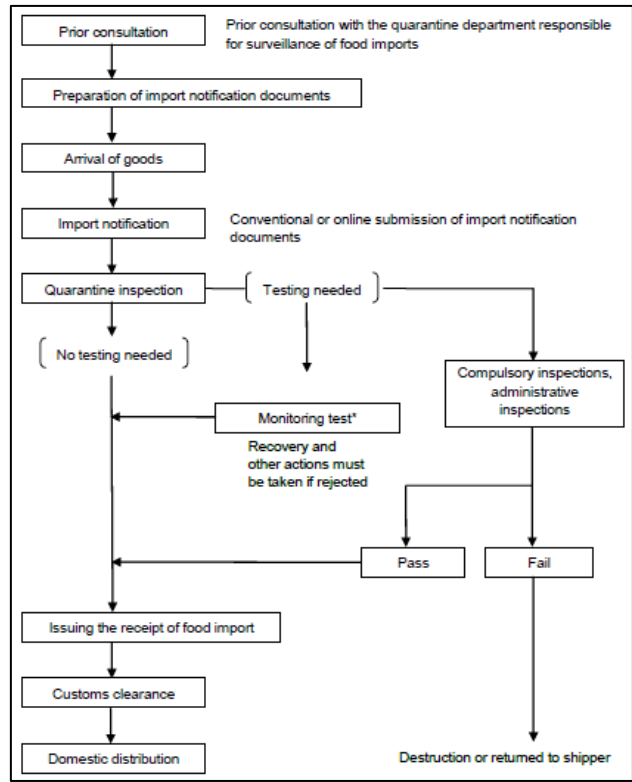 Prior consultation
Prior consultation with the quarantine department responsible
for surveillance of food imports
Preparation of import notification documents
Arrival of goods
Import notification
Conventional or online submission of import notification
documents
Quarantine inspection
Testing needed
No testing needed
Compulsory inspections,
administrative
inspections
Monitoring test*
Recovery and
other actions must
be taken if rejected
Pass
Fail
Issuing the receipt of food import
Customs clearance
Domestic distribution
Destruction or returned to shipper